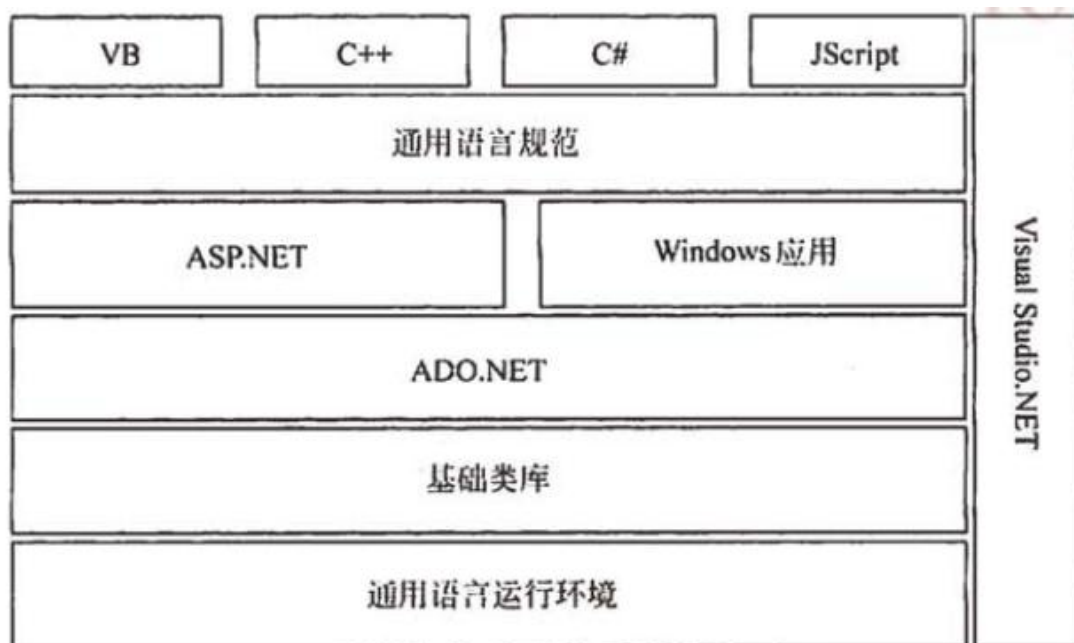 VB
C++
C#
JScript
通用语言规范
ASP.NET
Windows应用
ADO.NET
基础类库
通用语言运行环境
Visual Studio.NET